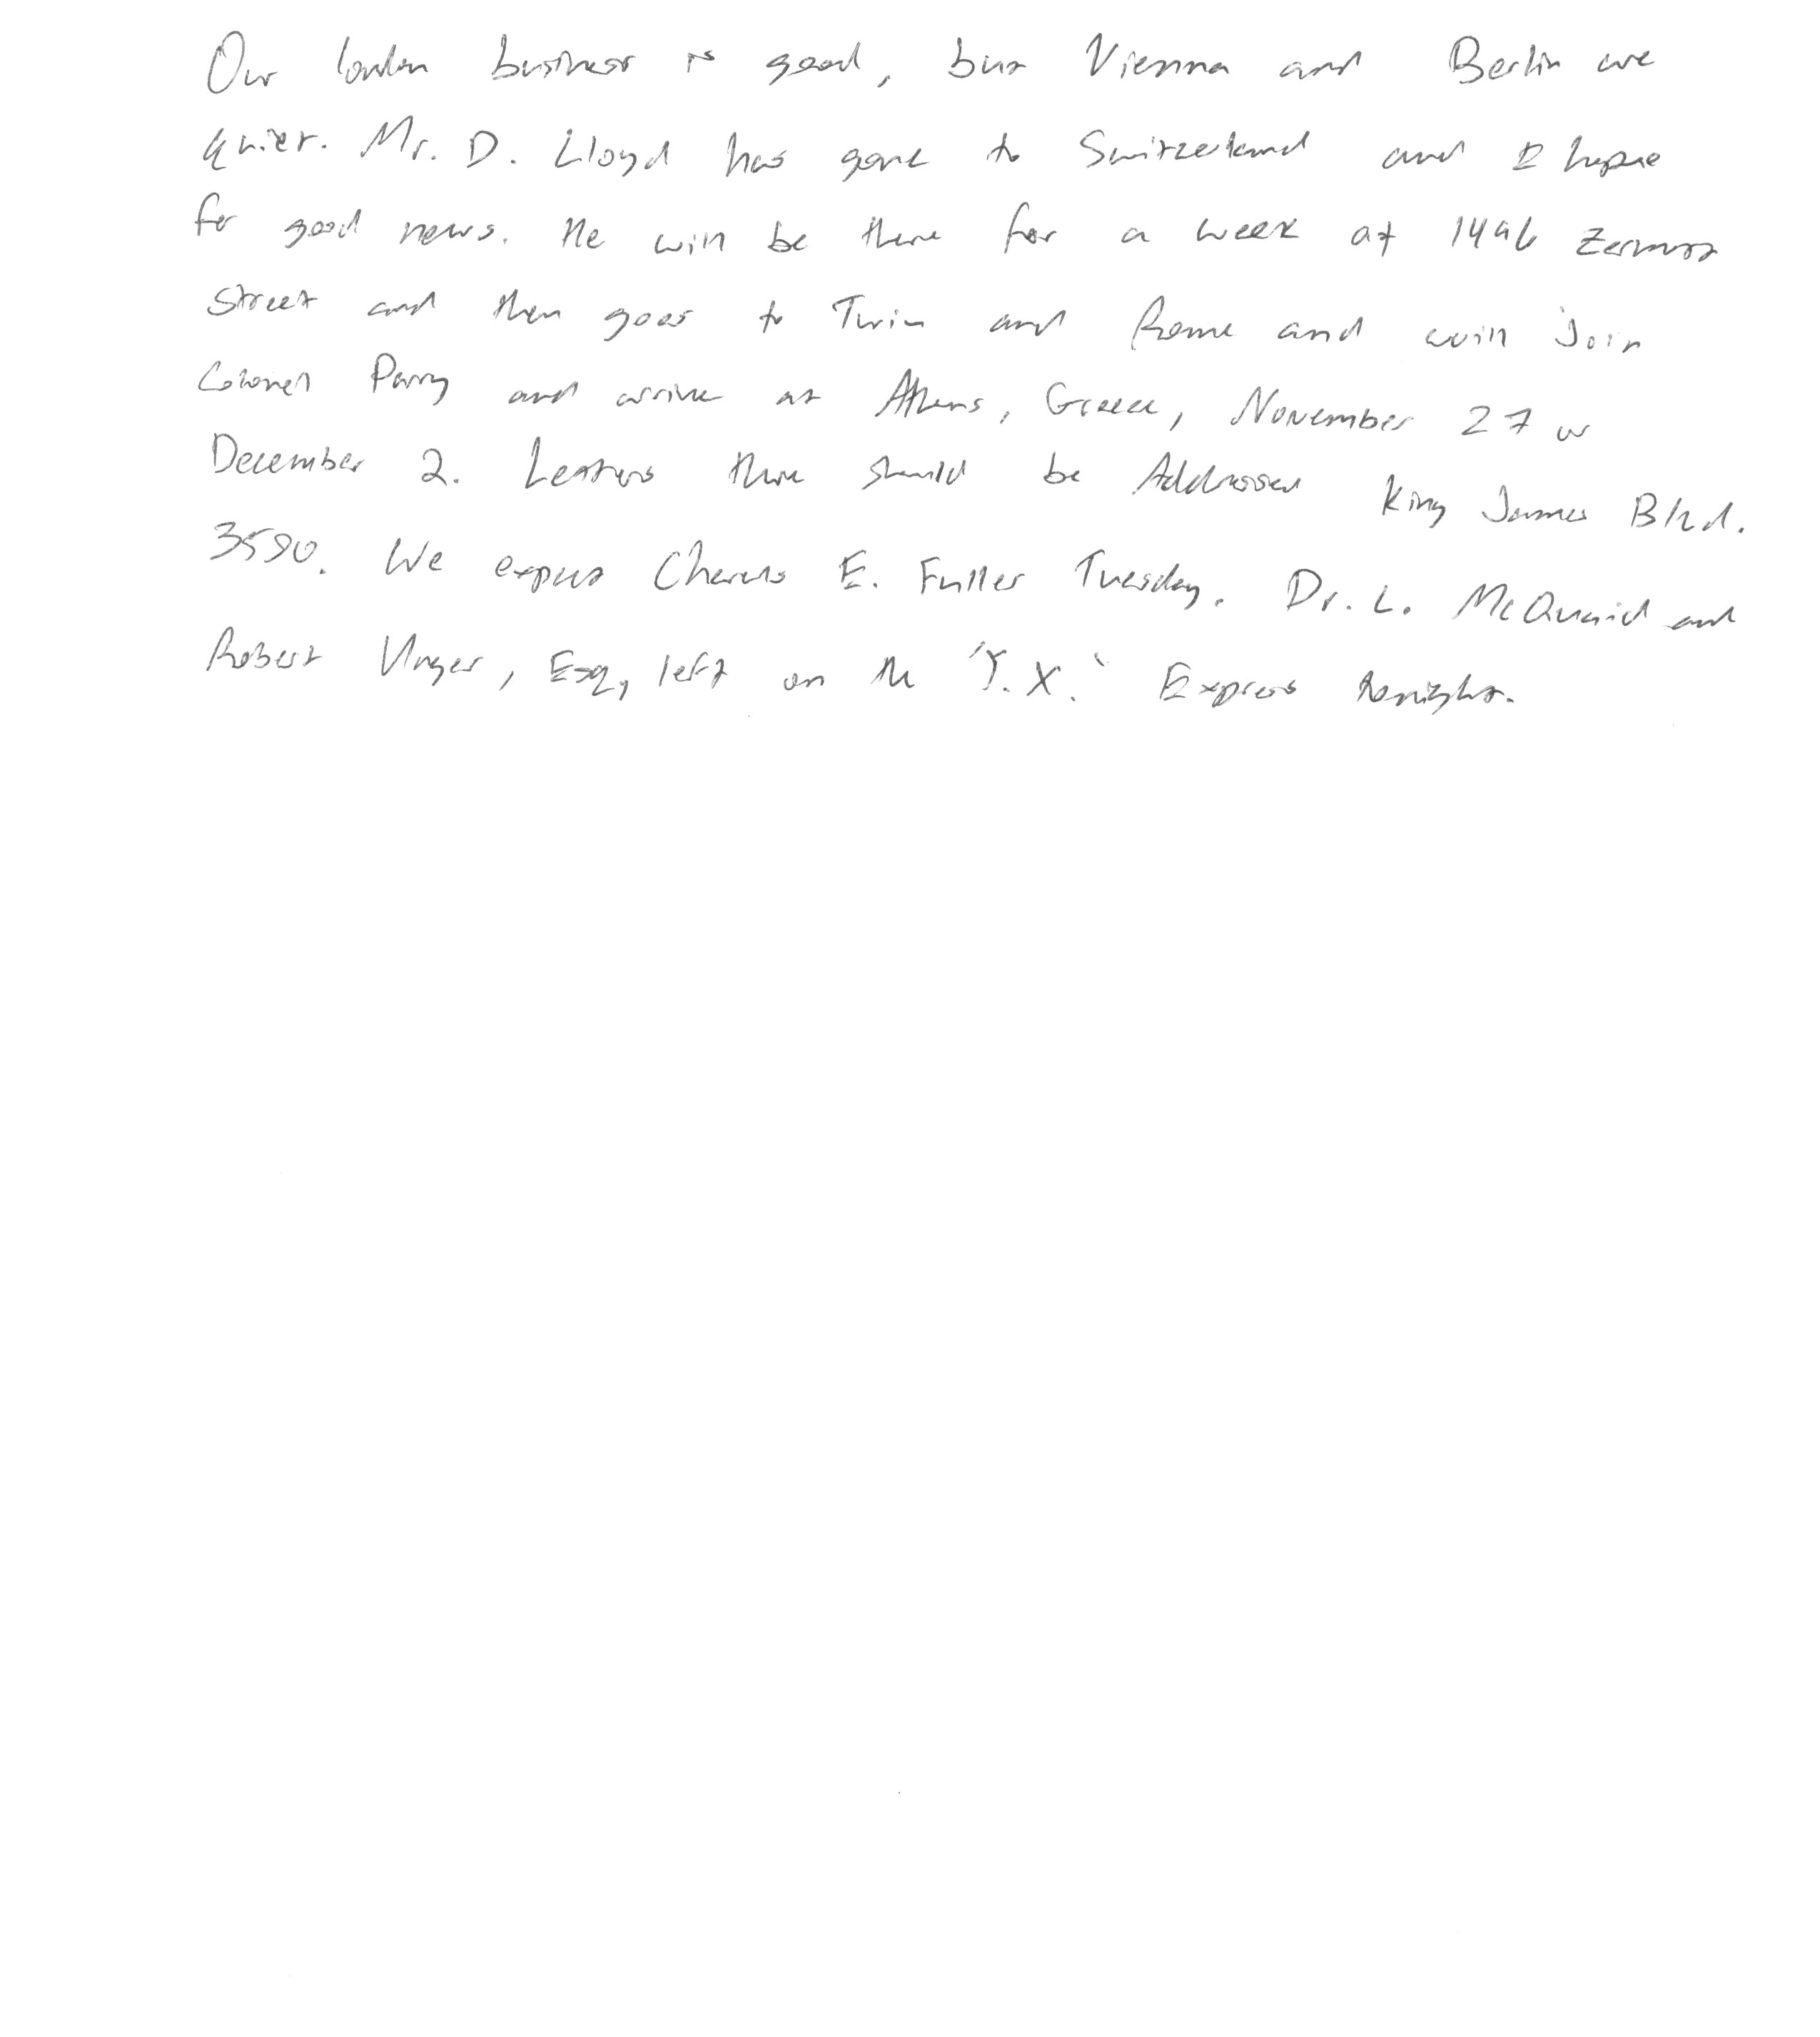 Our london business is good, but Vienna and Berlin are
quiet. Mr. D. Lloyd has gone to Switzerland and I hope
for good news. He will be there for a week at 1496 Zermott
Street and then goes to Turin and Rome and will Join
Colonel Parry and arrive at Athens, Greece, November 27 or
December 2. Letters there should be Addressed King James Blvd.
3580. We expect Charles E. Fuller Tuesday. Dr. L. McQuaid and
Robert Unger, Esq, left on the 'Y.X.' Express tonight.